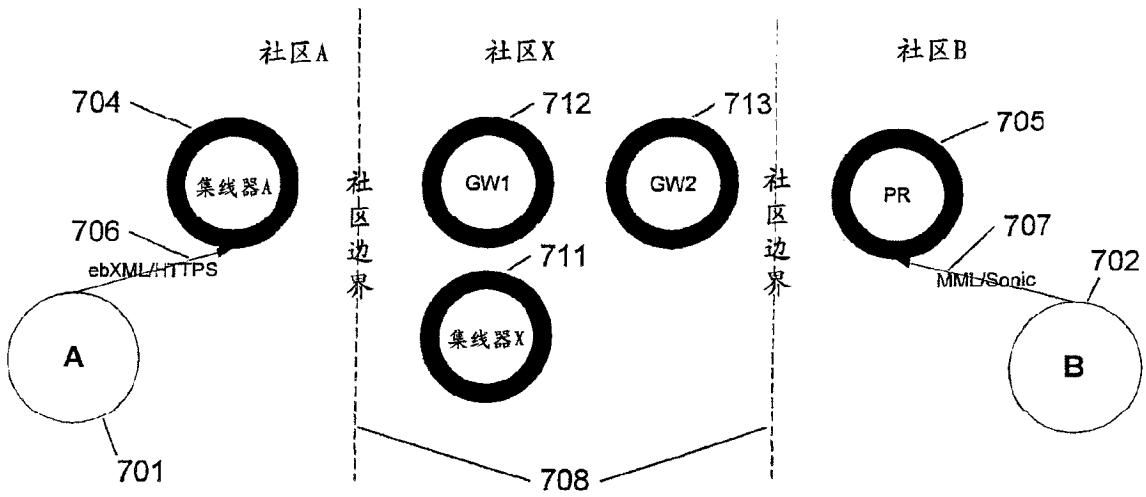 社区A
社区X
社区B
704
712
713
705
集线器A
GW1
GW2
PR
社区边界
社区边界
706
ebXML/HTTPS
711
707
MML/Sonic
702
集线器X
A
B
701
708